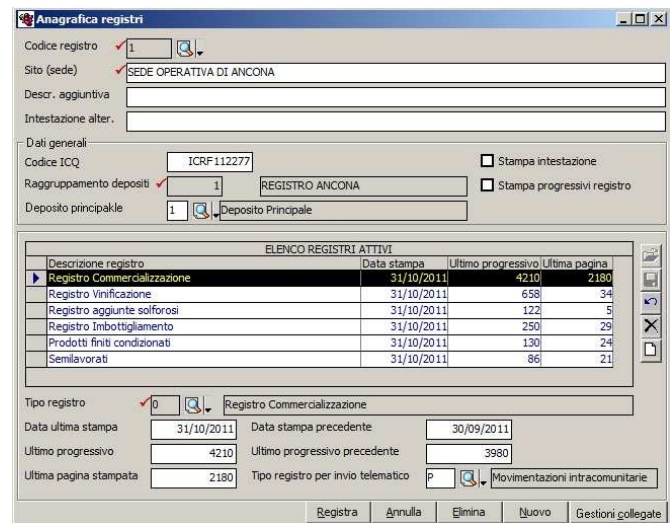 Anagrafica registri
Codice registro 1
Sito (sede) SEDE OPERATIVA DI ANCONA
Descr. aggiuntiva
Intestazione alter.
Dati generali
Codice ICQ ICRF112277 Stampa intestazione
Raggruppamento depositi 1 REGISTRO ANCONA Stampa progressivi registro
Deposito principakle 1 Deposito Principale
ELENCO REGISTRI ATTIVI
Descrizione registro Data stampa Ultimo progressivo Ultima pagina
Registro Commercializzazione 31/10/2011 4210 2180
Registro Vinificazione 31/10/2011 658 34
Registro aggiunte solforosi 31/10/2011 122 5
Registro Imbottigliamento 31/10/2011 250 29
Prodotti finiti condizionati 31/10/2011 130 24
Semilavorati 31/10/2011 86 21
Tipo registro 0 Registro Commercializzazione
Data ultima stampa 31/10/2011 Data stampa precedente 30/09/2011
Ultimo progressivo 4210 Ultimo progressivo precedente 3980
Ultima pagina stampata 2180 Tipo registro per invio telematico P Movimentazioni intracomunitarie
Registra Annulla Elimina Nuovo Gestioni collegate